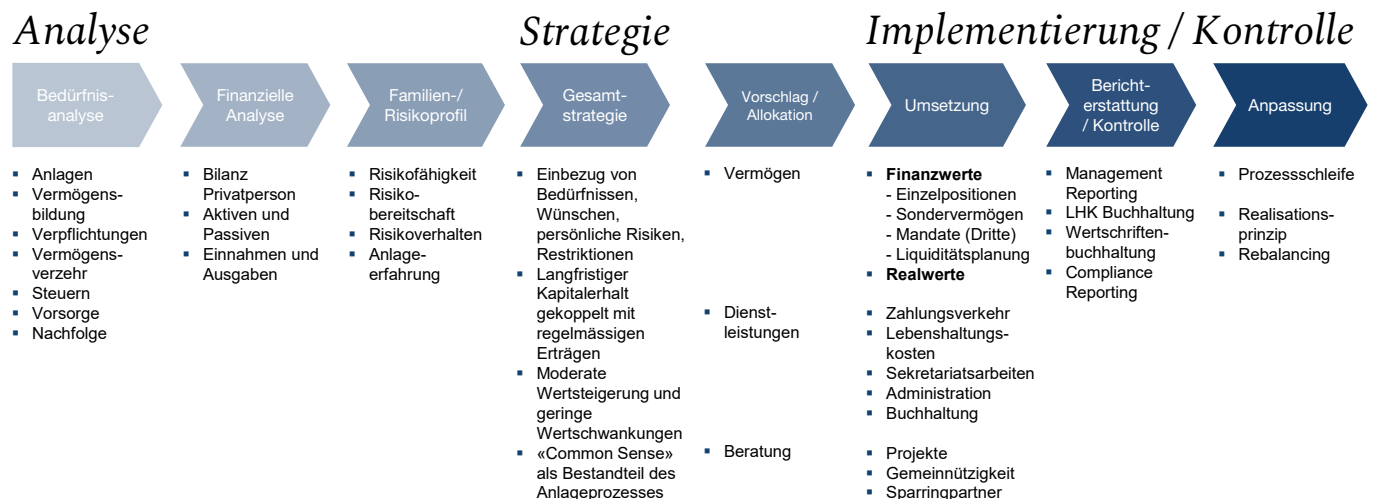 Analyse
Strategie
Implementierung / Kontrolle
Bedürfnis-
analyse
Finanzielle
Analyse
Familien-/
Risikoprofil
Gesamt-
strategie
Vorschlag /
Allokation
Umsetzung
Bericht-
erstattung
/ Kontrolle
Anpassung
▪ Anlagen
▪ Vermögens-
bildung
▪ Verpflichtungen
▪ Vermögens-
verzehr
▪ Steuern
▪ Vorsorge
▪ Nachfolge
▪ Bilanz
Privatperson
▪ Aktiven und
Passiven
▪ Einnahmen und
Ausgaben
▪ Risikofähigkeit
▪ Risiko-
bereitschaft
▪ Risikoverhalten
▪ Anlage-
erfahrung
▪ Einbezug von
Bedürfnissen,
Wünschen,
persönliche Risiken,
Restriktionen
▪ Langfristiger
Kapitalerhalt
gekoppelt mit
regelmässigen
Erträgen
▪ Moderate
Wertsteigerung und
geringe
Wertschwankungen
▪ «Common Sense»
als Bestandteil des
Anlageprozesses
▪ Vermögen
▪ Dienst-
leistungen
▪ Beratung
▪ Finanzwerte
- Einzelpositionen
- Sondervermögen
- Mandate (Dritte)
- Liquiditätsplanung
▪ Realwerte
▪ Zahlungsverkehr
▪ Lebenshaltungs-
kosten
▪ Sekretariatsarbeiten
▪ Administration
▪ Buchhaltung
▪ Projekte
▪ Gemeinnützigkeit
▪ Sparringpartner
▪ Management
Reporting
▪ LHK Buchhaltung
▪ Wertschriften-
buchhaltung
▪ Compliance
Reporting
▪ Prozessschleife
▪ Realisations-
prinzip
▪ Rebalancing